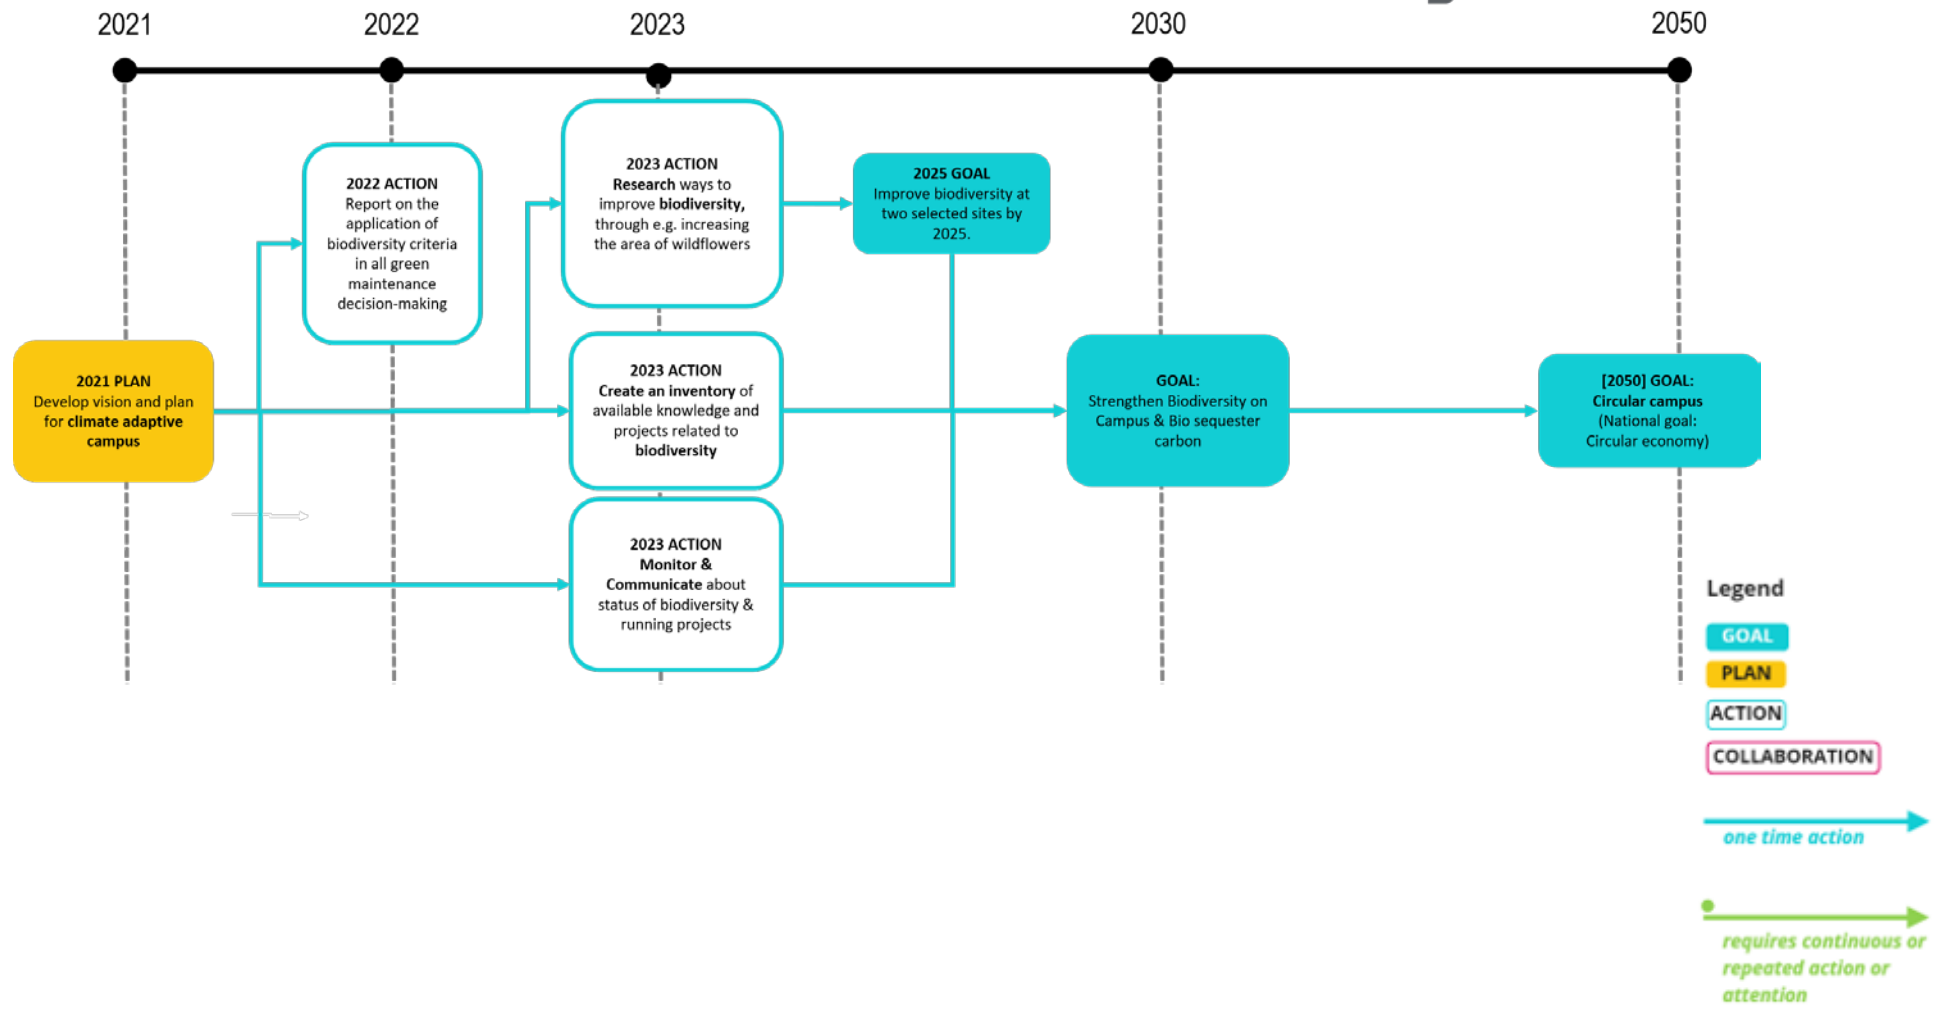 2021
2022
2023
2030
2050
2021 PLAN
Develop vision and plan
for climate adaptive
campus
2022 ACTION
Report on the
application of
biodiversity criteria
in all green
maintenance
decision-making
2023 ACTION
Research ways to
improve biodiversity,
through e.g. increasing
the area of wildflowers
2023 ACTION
Create an inventory of
available knowledge and
projects related to
biodiversity
2023 ACTION
Monitor &
Communicate about
status of biodiversity &
running projects
2025 GOAL
Improve biodiversity at
two selected sites by
2025.
GOAL:
Strengthen Biodiversity on
Campus & Bio sequester
carbon
[2050] GOAL:
Circular campus
(National goal:
Circular economy)
Legend
GOAL
PLAN
ACTION
COLLABORATION
one time action
requires continuous or
repeated action or
attention